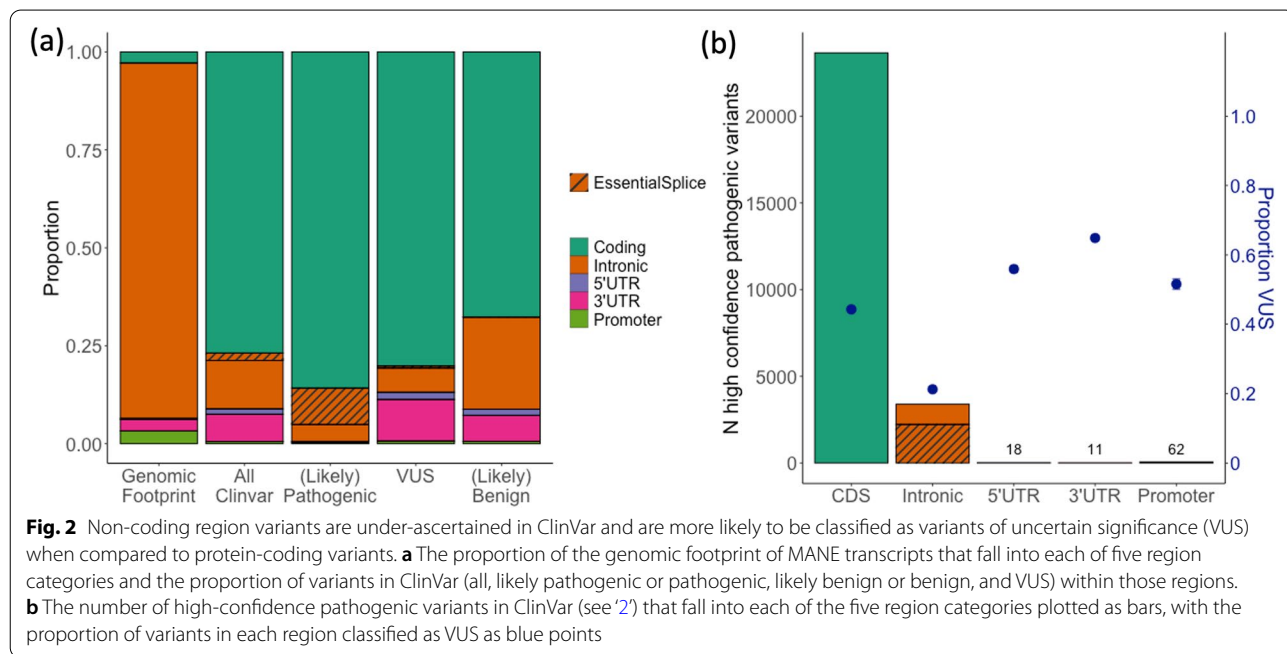 (a)
1.00
0.75
0.50
0.25
0.00
Proportion
Genomic
Footprint
All
Clinvar
(Likely)
Pathogenic
VUS
(Likely)
Benign
EssentialSplice
Coding
Intronic
5'UTR
3'UTR
Promoter
(b)
N high confidence pathogenic variants
20000
15000
10000
5000
0
18
11
62
CDS
Intronic
5'UTR
3'UTR
Promoter
1.0
0.8
0.6
0.4
0.2
0
Proportion VUS
Fig. 2 Non-coding region variants are under-ascertained in ClinVar and are more likely to be classified as variants of uncertain significance (VUS)
when compared to protein-coding variants. a The proportion of the genomic footprint of MANE transcripts that fall into each of five region
categories and the proportion of variants in ClinVar (all, likely pathogenic or pathogenic, likely benign or benign, and VUS) within those regions.
b The number of high-confidence pathogenic variants in ClinVar (see ‘2’) that fall into each of the five region categories plotted as bars, with the
proportion of variants in each region classified as VUS as blue points